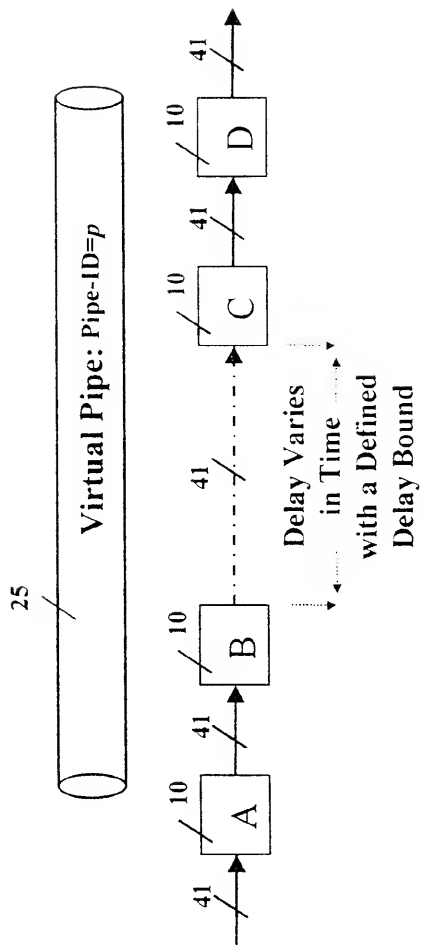 25
Virtual Pipe: Pipe-ID=p
41
10
A
41
10
B
41
10
C
41
10
D
41
Delay Varies
in Time
with a Defined
Delay Bound